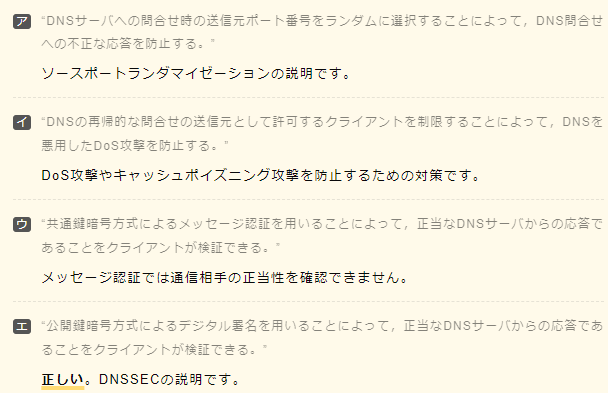 ア “DNSサーバへの問合せ時の送信元ポート番号をランダムに選択することによって，DNS問合せ
への不正な応答を防止する。”
ソースポートランダマイゼーションの説明です。
イ “DNSの再帰的な問合せの送信元として許可するクライアントを制限することによって，DNSを
悪用したDoS攻撃を防止する。”
DoS攻撃やキャッシュポイズニング攻撃を防止するための対策です。
ウ “共通鍵暗号方式によるメッセージ認証を用いることによって，正当なDNSサーバからの応答で
あることをクライアントが検証できる。”
メッセージ認証では通信相手の正当性を確認できません。
エ “公開鍵暗号方式によるデジタル署名を用いることによって，正当なDNSサーバからの応答であ
ることをクライアントが検証できる。”
正しい。DNSSECの説明です。